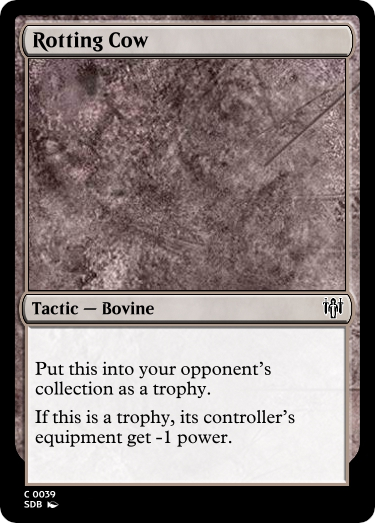 Rotting Cow
Tactic — Bovine
Put this into your opponent's
collection as a trophy.
If this is a trophy, its controller's
equipment get -1 power.
C 0039
SDB